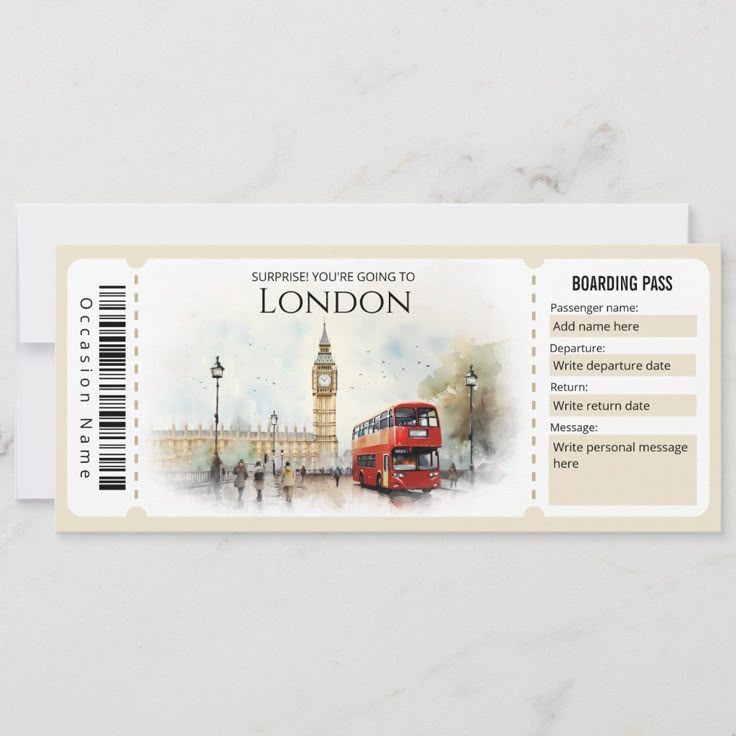 Occasion Name
SURPRISE! YOU'RE GOING TO
LONDON
BOARDING PASS
Passenger name:
Add name here
Departure:
Write departure date
Return:
Write return date
Message:
Write personal message
here